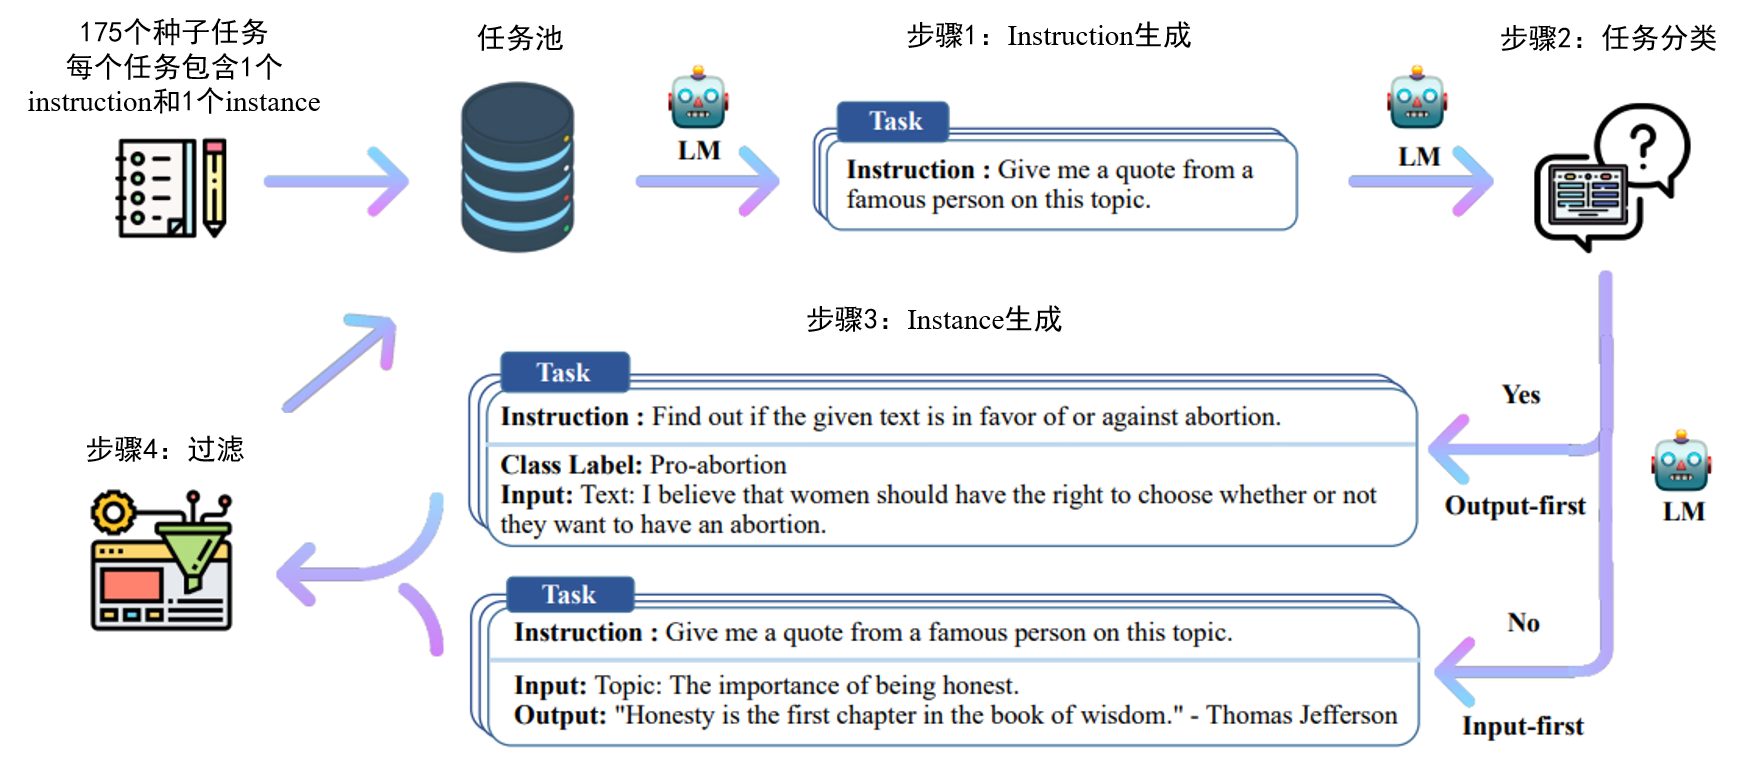 175个种子任务
每个任务包含1个
instruction和1个instance
任务池
LM
步骤1：Instruction生成
Task
Instruction : Give me a quote from a
famous person on this topic.
LM
步骤2：任务分类
?
步骤3：Instance生成
Task
Instruction : Find out if the given text is in favor of or against abortion.
Class Label: Pro-abortion
Input: Text: I believe that women should have the right to choose whether or not
they want to have an abortion.
Yes
Output-first
LM
Task
Instruction : Give me a quote from a famous person on this topic.
Input: Topic: The importance of being honest.
Output: "Honesty is the first chapter in the book of wisdom." - Thomas Jefferson
No
Input-first
步骤4：过滤